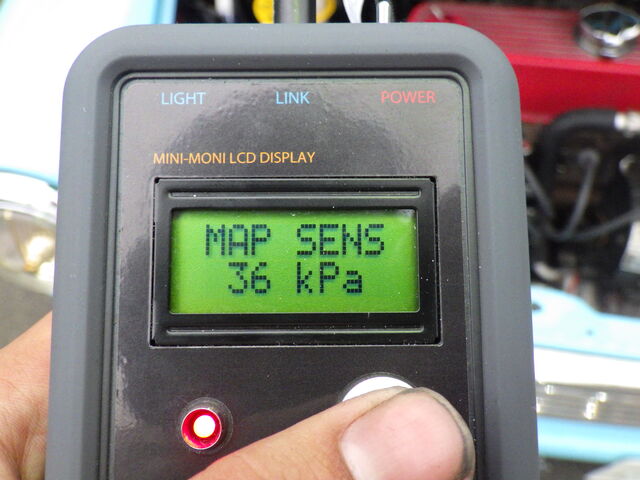 LIGHT LINK POWER
MINI-MONI LCD DISPLAY
MAP SENS
36 kPa